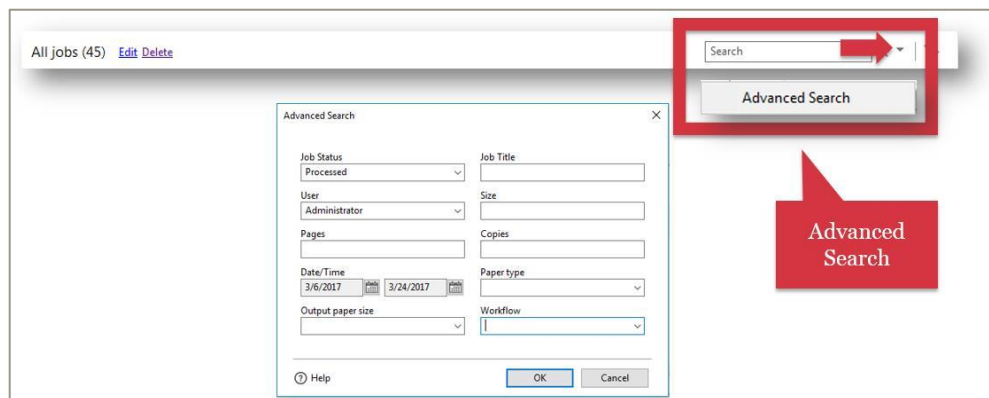 All jobs (45) Edit Delete
Search
Advanced Search
Advanced Search
Job Status
Job Title
Processed
User
Size
Administrator
Pages
Copies
Date/Time
Paper type
3/6/2017
3/24/2017
Output paper size
Workflow
Help
OK
Cancel
Advanced
Search